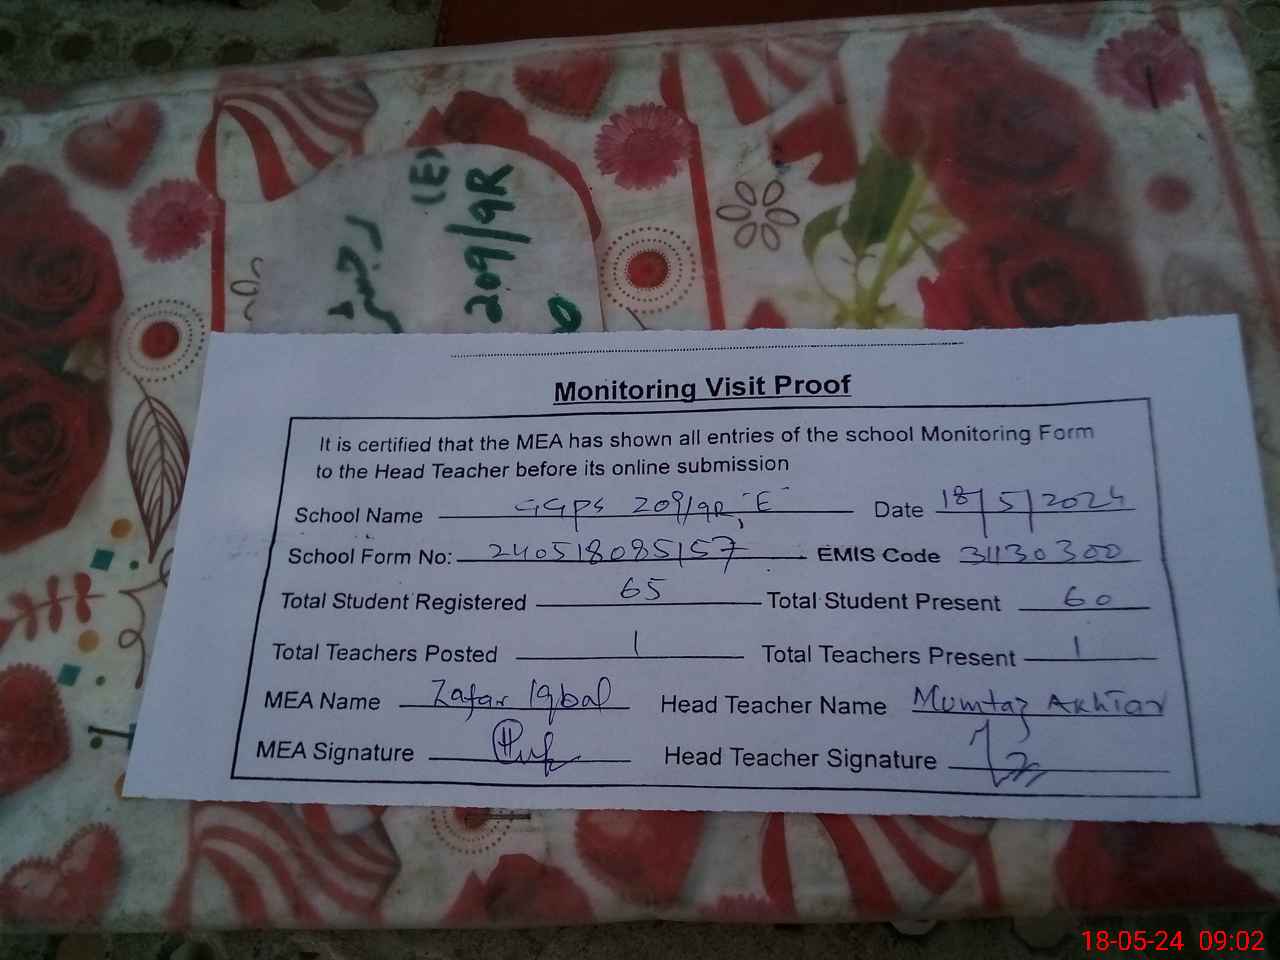 (E)
209/9R
رجسٹر
Monitoring Visit Proof
It is certified that the MEA has shown all entries of the school Monitoring Form
to the Head Teacher before its online submission
School Name GGPS 209/9R, "E" Date 18/5/2024
School Form No: 240518085157 EMIS Code 31130300
Total Student Registered 65 Total Student Present 60
Total Teachers Posted 1 Total Teachers Present 1
MEA Name Zafar Iqbal Head Teacher Name Mumtaz Akhtar
MEA Signature Head Teacher Signature
18-05-24 09:02